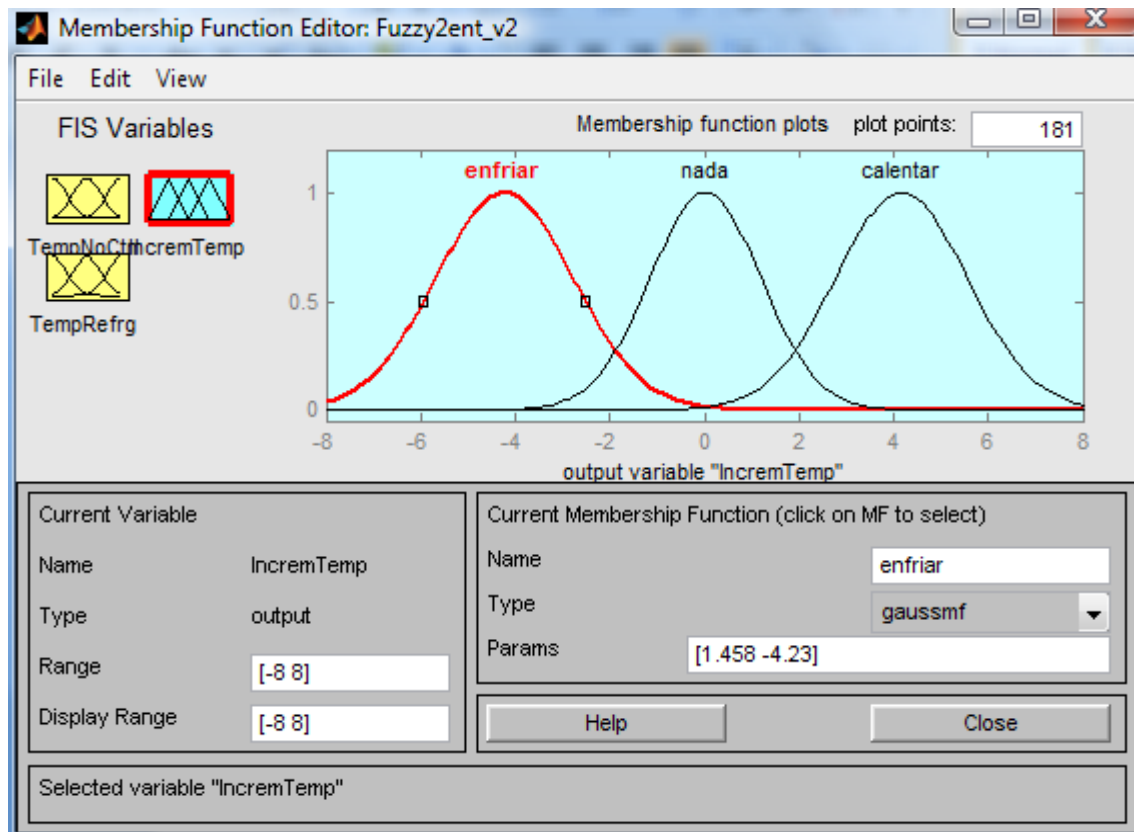 Membership Function Editor: Fuzzy2ent_v2
File Edit View
FIS Variables
Membership function plots plot points: 181
TempNoCtrl IncremTemp
TempRefrg
enfriar nada calentar
1
0.5
0
-8 -6 -4 -2 0 2 4 6 8
output variable "IncremTemp"
Current Variable
Name IncremTemp
Type output
Range [-8 8]
Display Range [-8 8]
Current Membership Function (click on MF to select)
Name enfriar
Type gaussmf
Params [1.458 -4.23]
Help Close
Selected variable "IncremTemp"